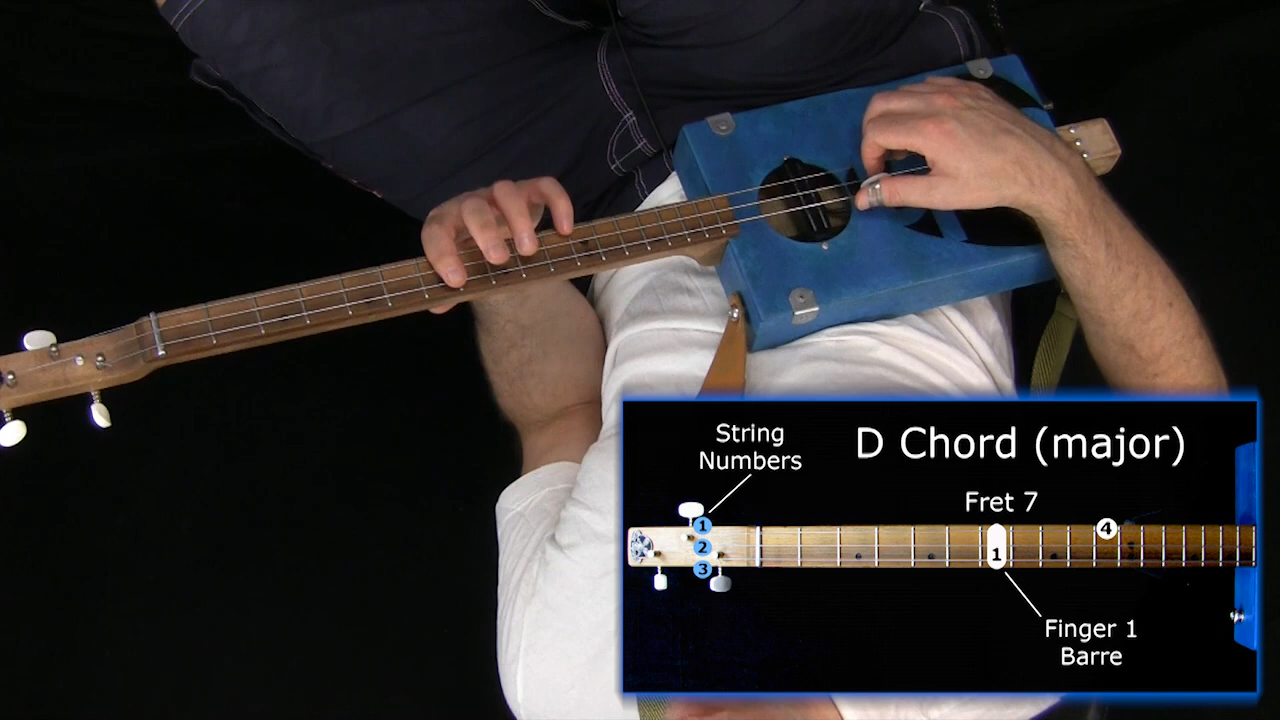 String
Numbers
D Chord (major)
Fret 7
1
2
3
1
4
Finger 1
Barre